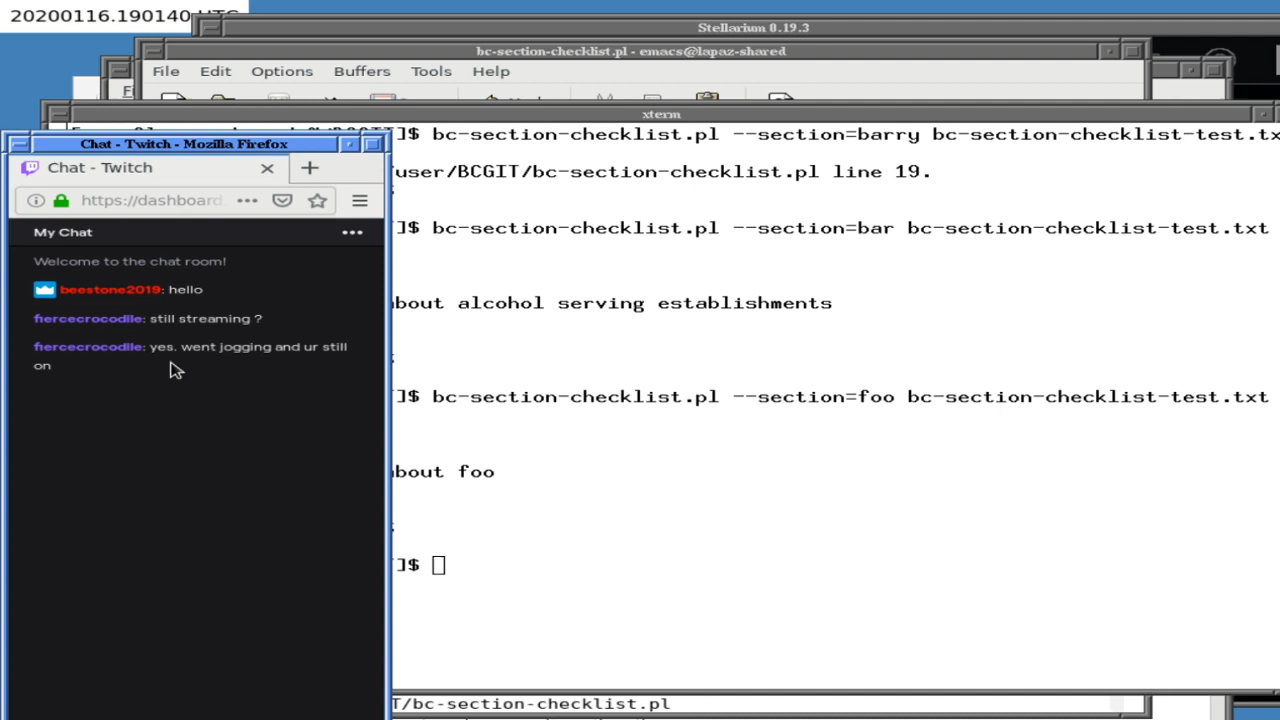 20200116.190140 UTC
Stellarium 0.19.3
bc-section-checklist.pl - emacs@lapaz-shared
File Edit Options Buffers Tools Help
xterm
]$ bc-section-checklist.pl --section=barry bc-section-checklist-test.tx
user/BCGIT/bc-section-checklist.pl line 19.
]$ bc-section-checklist.pl --section=bar bc-section-checklist-test.txt
about alcohol serving establishments
]$ bc-section-checklist.pl --section=foo bc-section-checklist-test.txt
about foo
]$
T/bc-section-checklist.pl
Chat - Twitch - Mozilla Firefox
Chat - Twitch
https://dashboard.
My Chat
Welcome to the chat room!
beestone2019: hello
fiercecrocodile: still streaming ?
fiercecrocodile: yes. went jogging and ur still
on